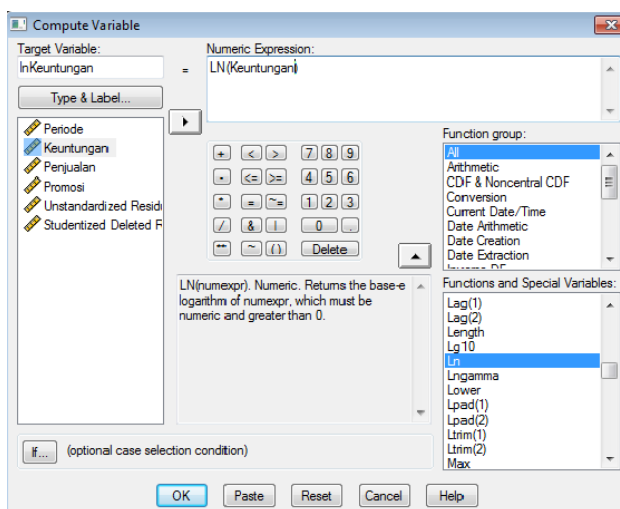 Compute Variable
Target Variable:
lnKeuntungan
=
Numeric Expression:
LN(Keuntungan)
Type & Label...
Periode
Keuntungan
Penjualan
Promosi
Unstandardized Residu
Studentized Deleted R
+ < > 7 8 9
- <= >= 4 5 6
* = ~= 1 2 3
/ & | 0 .
** ~ () Delete
Function group:
All
Arithmetic
CDF & Noncentral CDF
Conversion
Current Date/Time
Date Arithmetic
Date Creation
Date Extraction
LN(numexpr). Numeric. Returns the base-e
logarithm of numexpr, which must be
numeric and greater than 0.
Functions and Special Variables:
Lag(1)
Lag(2)
Length
Lg10
Ln
Lngamma
Lower
Lpad(1)
Lpad(2)
Ltrim(1)
Ltrim(2)
Max
If... (optional case selection condition)
OK Paste Reset Cancel Help